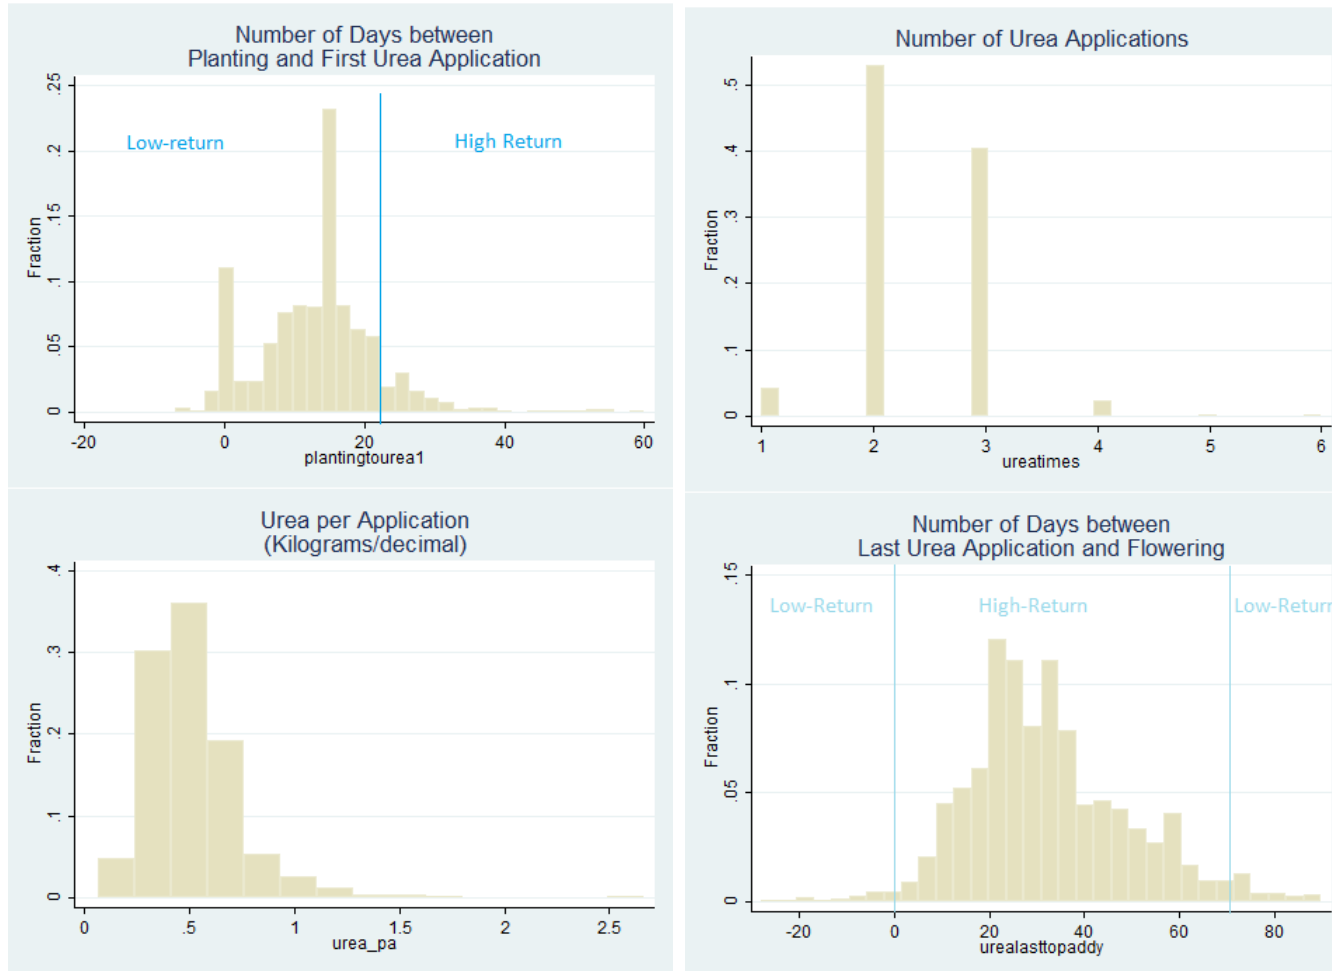 Number of Days between
Planting and First Urea Application
Low-return
High Return
Fraction
.25
.2
.15
.1
.05
0
-20 0 20 40 60
plantingtourea1
Number of Urea Applications
Fraction
.5
.4
.3
.2
.1
0
1 2 3 4 5 6
ureatimes
Urea per Application
(Kilograms/decimal)
Fraction
.4
.3
.2
.1
0
0 .5 1 1.5 2 2.5
urea_pa
Number of Days between
Last Urea Application and Flowering
Low-Return High-Return Low-Return
Fraction
.15
.1
.05
0
-20 0 20 40 60 80
urealasttopaddy